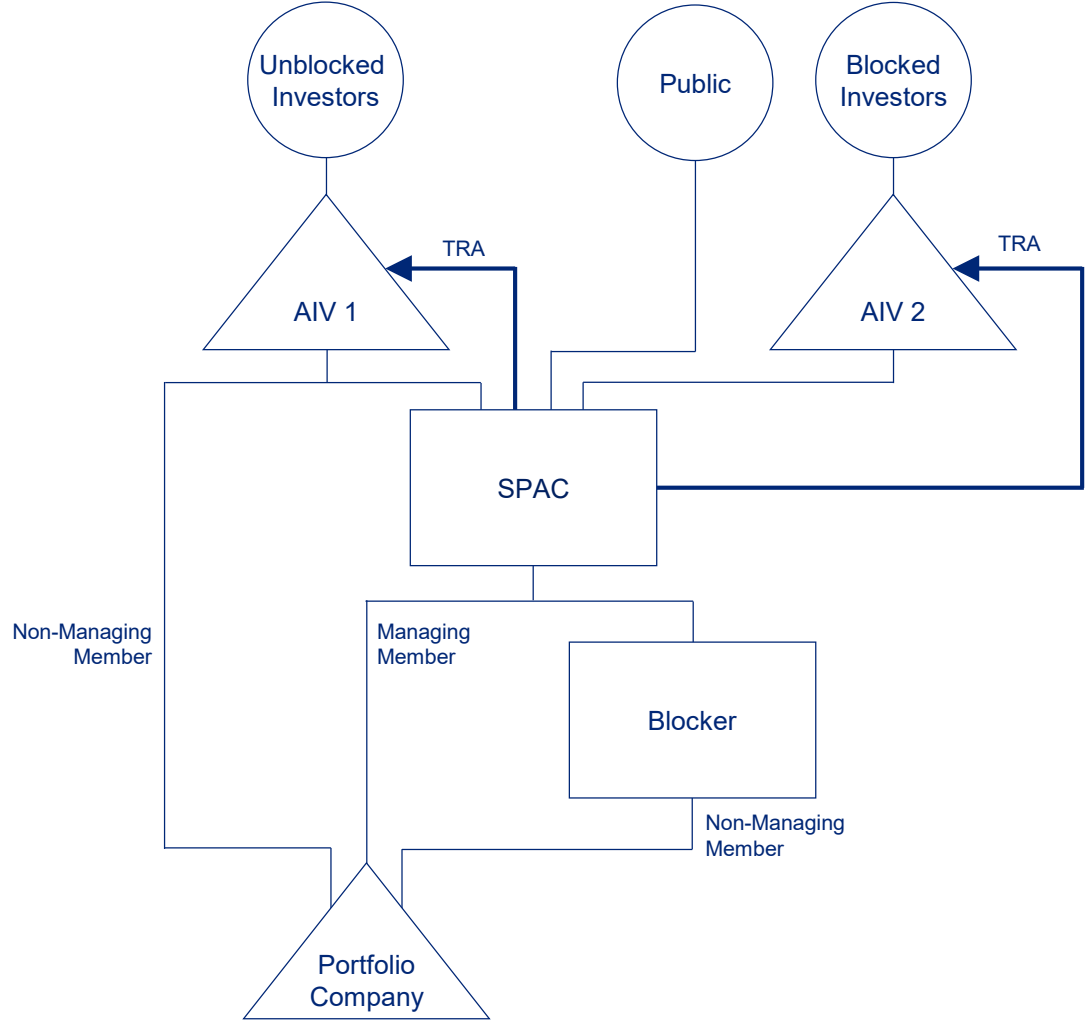 Unblocked
Investors
Public
Blocked
Investors
TRA
TRA
AIV 1
AIV 2
SPAC
Non-Managing
Member
Managing
Member
Blocker
Non-Managing
Member
Portfolio
Company